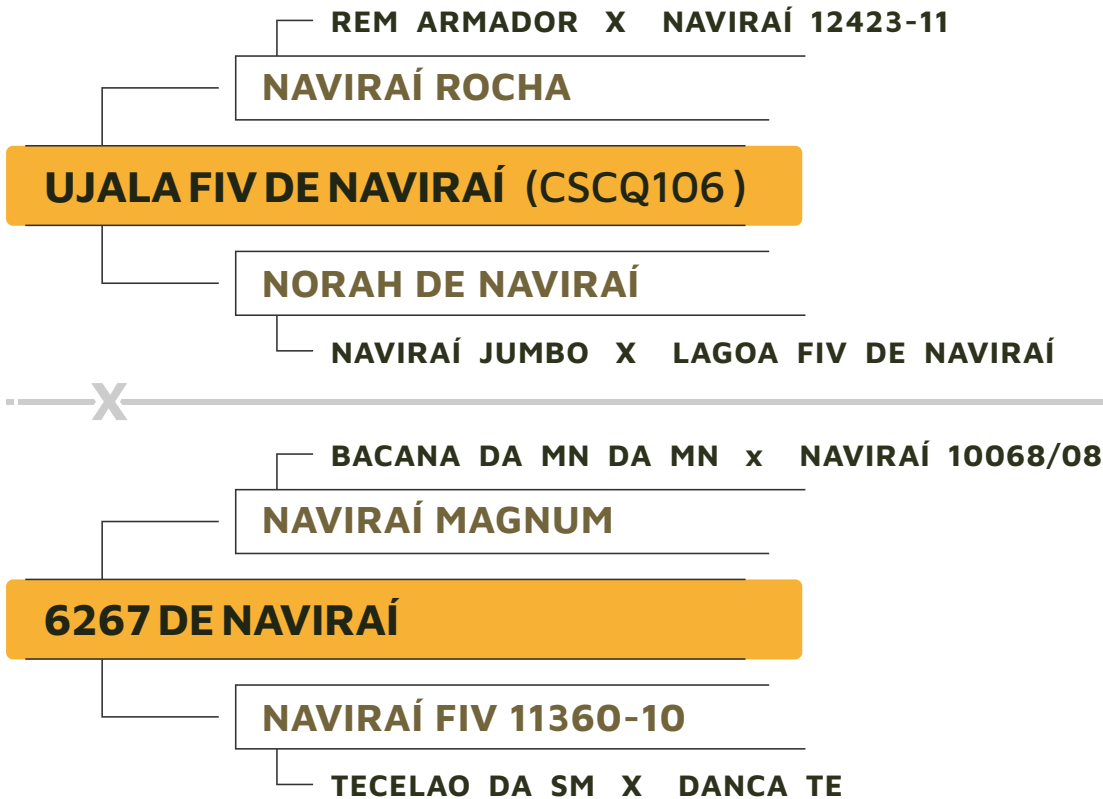 REM ARMADOR X NAVIRAÍ 12423-11
NAVIRAÍ ROCHA
UJALA FIV DE NAVIRAÍ (CSCQ106 )
NORAH DE NAVIRAÍ
NAVIRAÍ JUMBO X LAGOA FIV DE NAVIRAÍ
X
BACANA DA MN DA MN x NAVIRAÍ 10068/08
NAVIRAÍ MAGNUM
6267 DE NAVIRAÍ
NAVIRAÍ FIV 11360-10
TECELAO DA SM X DANCA TE